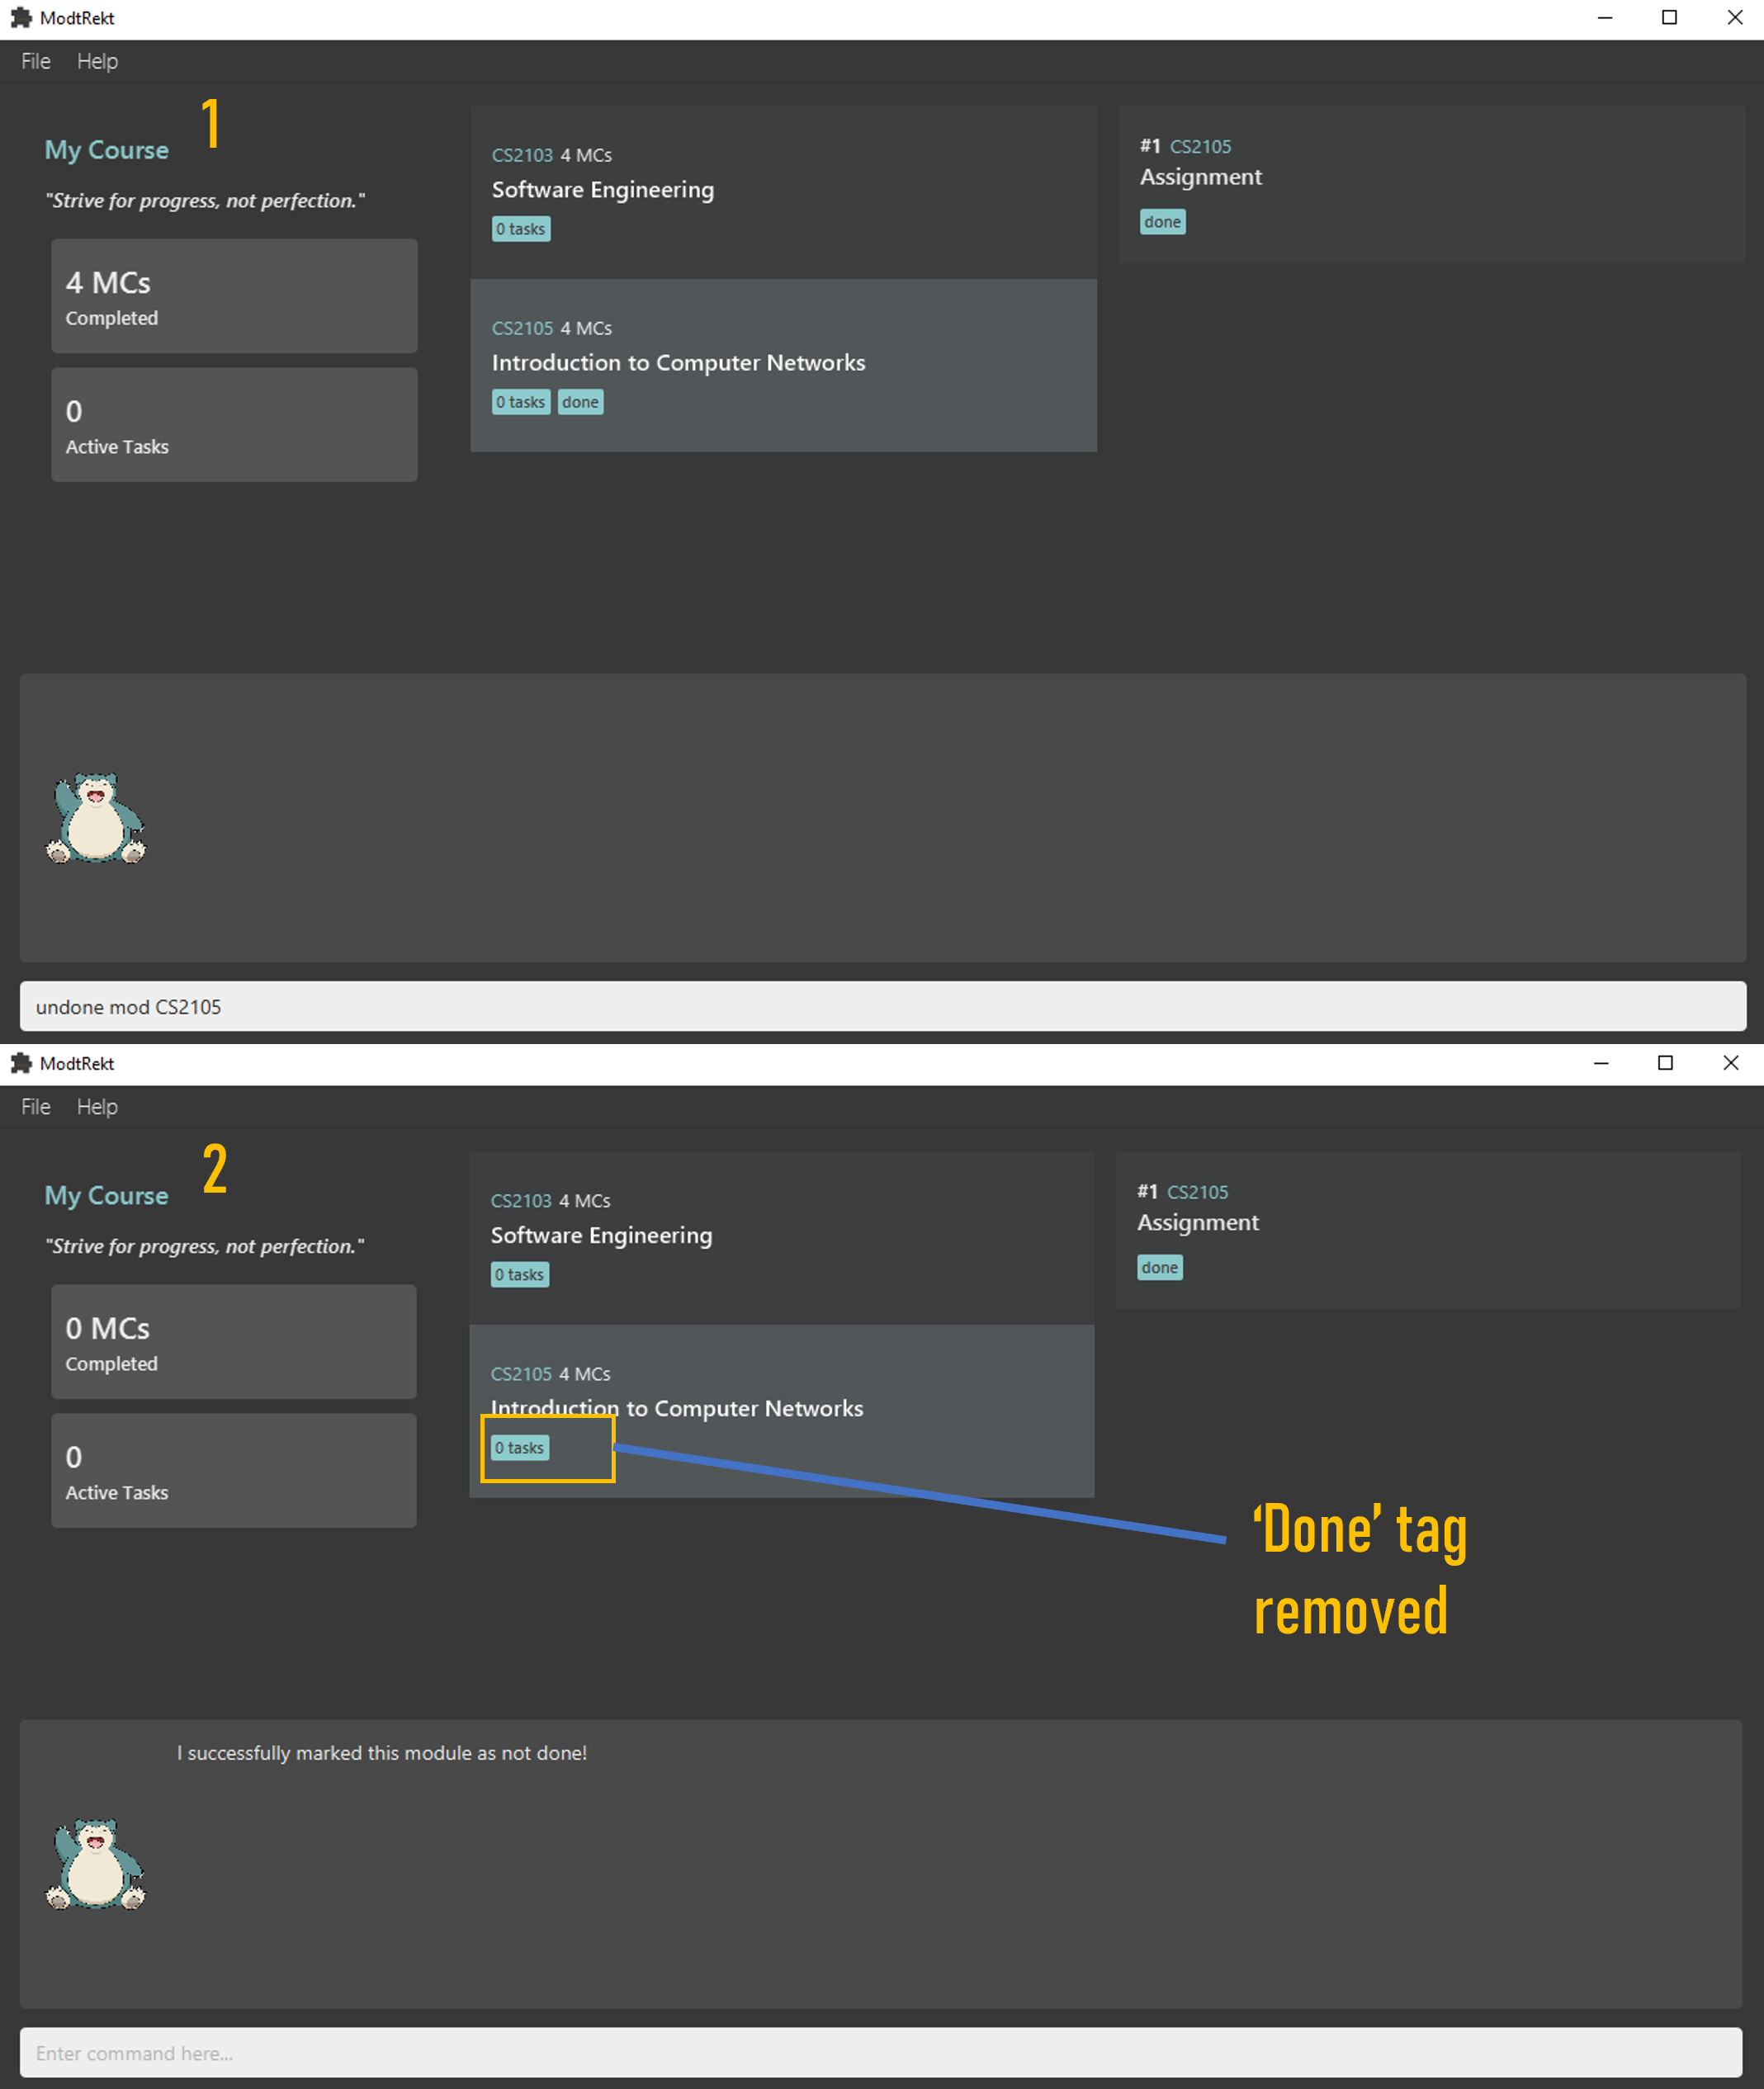 ModtRekt
File Help
1
My Course
"Strive for progress, not perfection."
4 MCs
Completed
0
Active Tasks
CS2103 4 MCs
Software Engineering
0 tasks
CS2105 4 MCs
Introduction to Computer Networks
0 tasks done
#1 CS2105
Assignment
done
undone mod CS2105
ModtRekt
File Help
2
My Course
"Strive for progress, not perfection."
0 MCs
Completed
0
Active Tasks
CS2103 4 MCs
Software Engineering
0 tasks
CS2105 4 MCs
Introduction to Computer Networks
0 tasks
#1 CS2105
Assignment
done
‘Done’ tag
removed
I successfully marked this module as not done!
Enter command here...